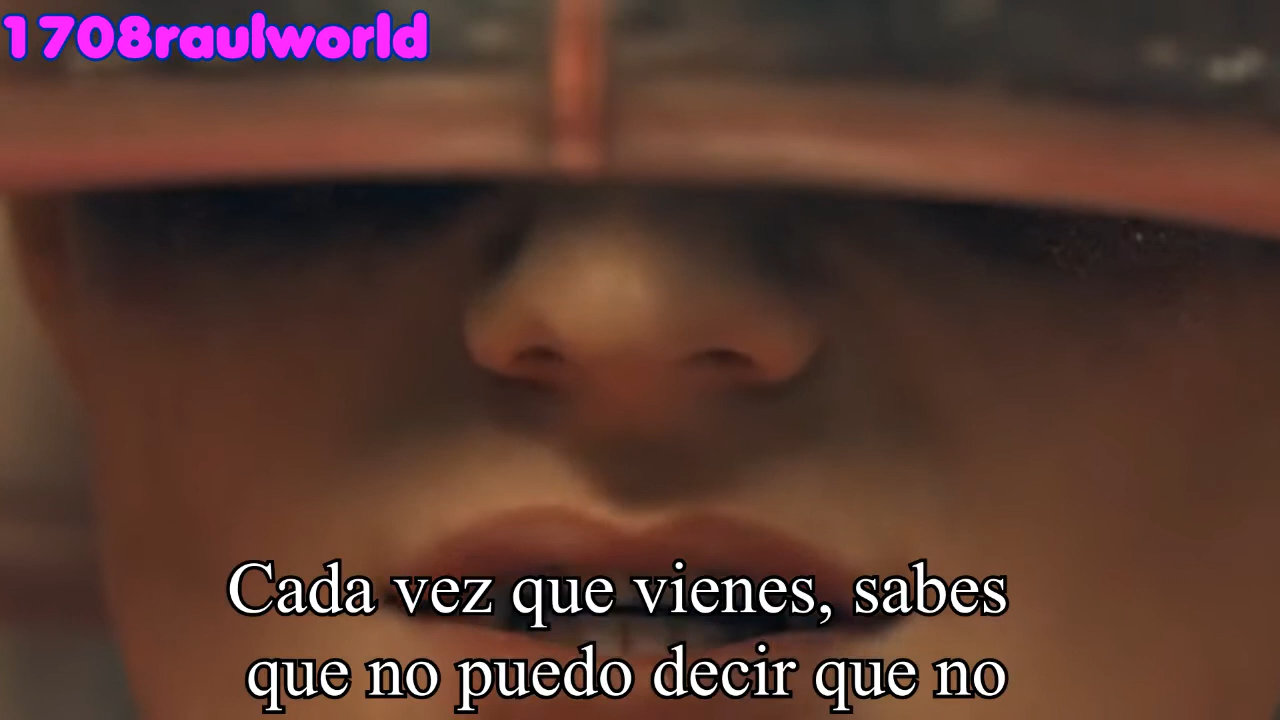 1708raulworld
Cada vez que vienes, sabes
que no puedo decir que no